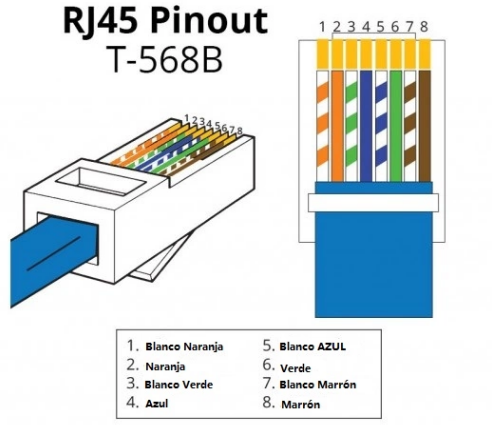 RJ45 Pinout
T-568B
1 2 3 4 5 6 7 8
12345678
1. Blanco Naranja
2. Naranja
3. Blanco Verde
4. Azul
5. Blanco AZUL
6. Verde
7. Blanco Marrón
8. Marrón